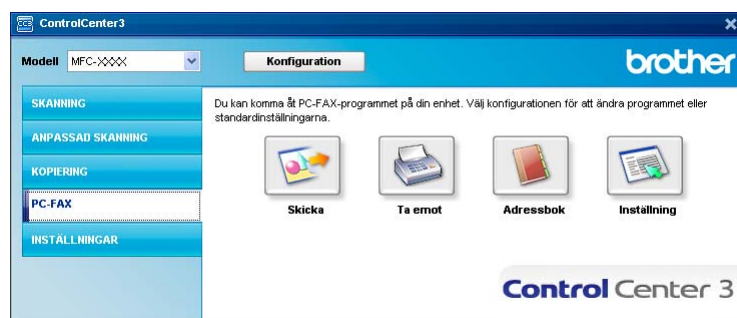 ControlCenter3
Modell MFC-XXXX Konfiguration brother
SKANNING
ANPASSAD SKANNING
KOPIERING
PC-FAX
INSTÄLLNINGAR
Du kan komma åt PC-FAX-programmet på din enhet. Välj konfigurationen för att ändra programmet eller
standardinställningarna.
Skicka Ta emot Adressbok Inställning
Control Center 3